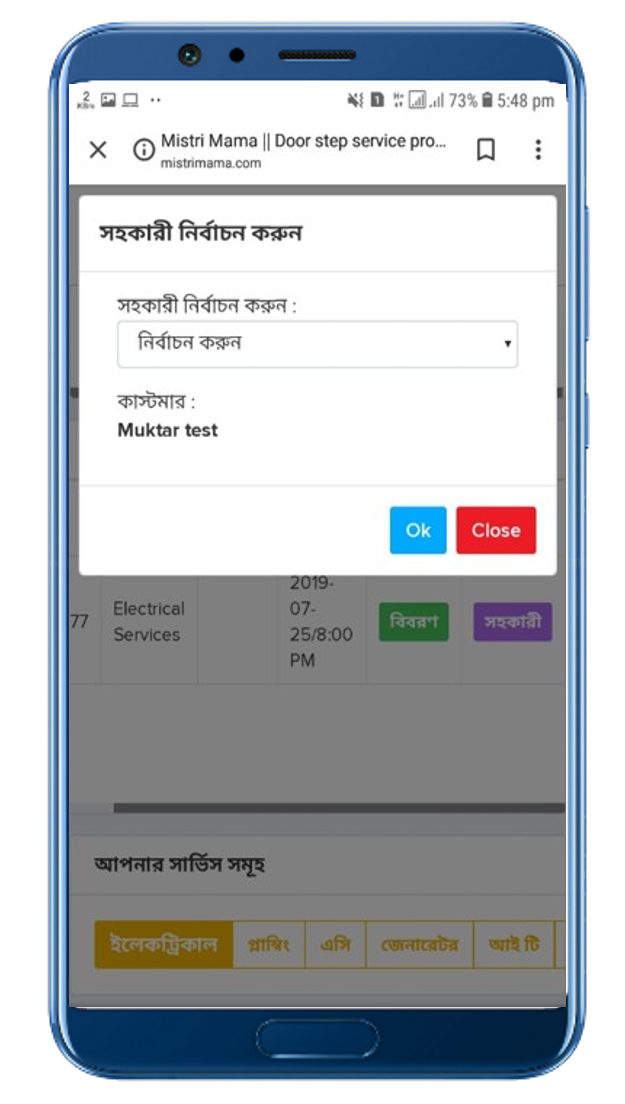 2
KB/s
73% 5:48 pm
Mistri Mama || Door step service pro...
mistrimama.com
সহকারী নির্বাচন করুন
সহকারী নির্বাচন করুন :
নির্বাচন করুন
কাস্টমার :
Muktar test
Ok Close
2019-
07-
25/8:00
PM
77
Electrical
Services
বিবরণ
সহকারী
আপনার সার্ভিস সমূহ
ইলেকট্রিকাল প্লাম্বিং এসি জেনারেটর আই টি